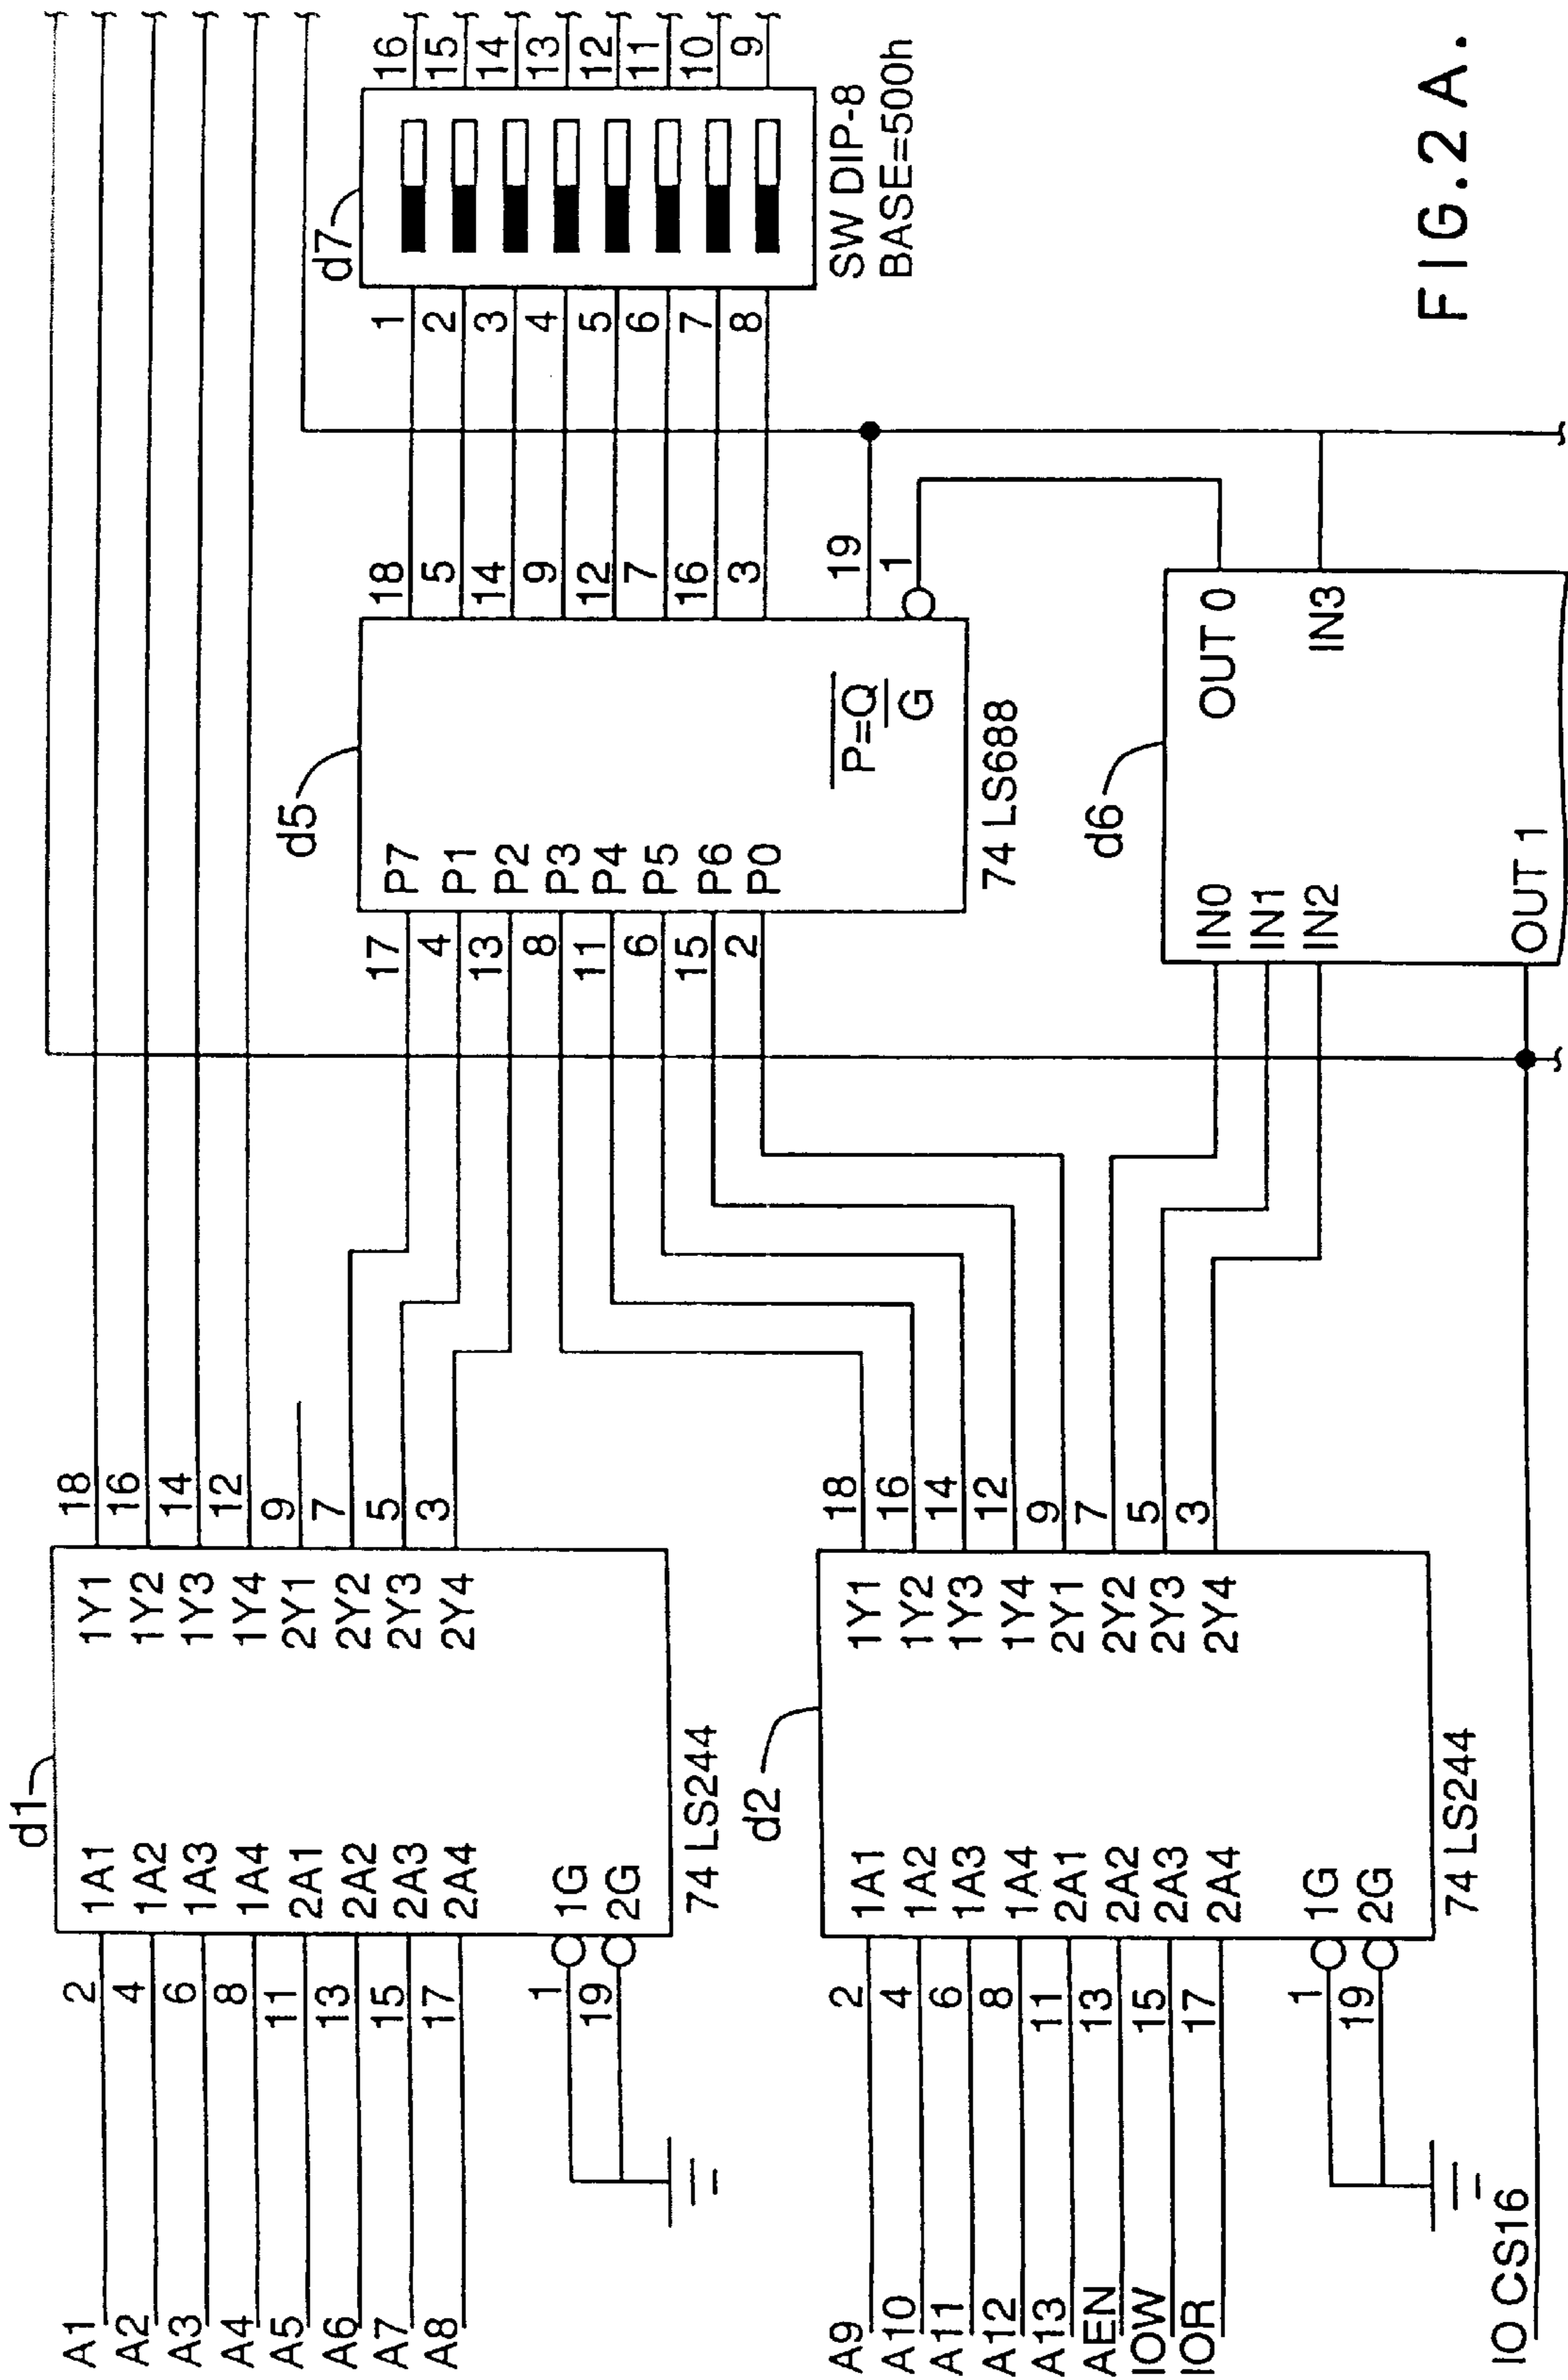 d1
A1 2 1A1 1Y1 18
A2 4 1A2 1Y2 16
A3 6 1A3 1Y3 14
A4 8 1A4 1Y4 12
A5 11 2A1 2Y1 9
A6 13 2A2 2Y2 7
A7 15 2A3 2Y3 5
A8 17 2A4 2Y4 3
1 1G
19 2G
74 LS244
d2
A9 2 1A1 1Y1 18
A10 4 1A2 1Y2 16
A11 6 1A3 1Y3 14
A12 8 1A4 1Y4 12
A13 11 2A1 2Y1 9
AEN 13 2A2 2Y2 7
IOW 15 2A3 2Y3 5
IOR 17 2A4 2Y4 3
1 1G
19 2G
74 LS244
IO CS16
d5
17 P7 18
4 P1 5
13 P2 14
8 P3 9
11 P4 12
6 P5 7
15 P6 16
2 P0 3
P=Q 19
G 1
74 LS688
d6
IN0 OUT 0
IN1
IN2 IN3
OUT 1
d7
1 16
2 15
3 14
4 13
5 12
6 11
7 10
8 9
SW DIP-8
BASE=500h
FIG.2A.